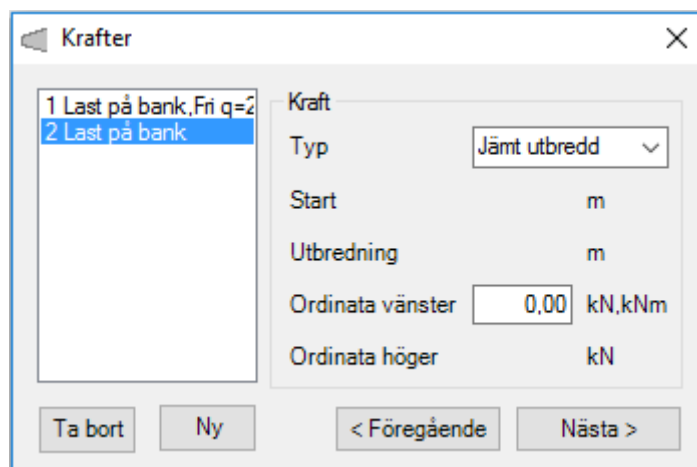 Krafter
1 Last på bank,Fri q=2
2 Last på bank
Kraft
Typ Jämt utbredd
Start m
Utbredning m
Ordinata vänster 0,00 kN,kNm
Ordinata höger kN
Ta bort Ny < Föregående Nästa >